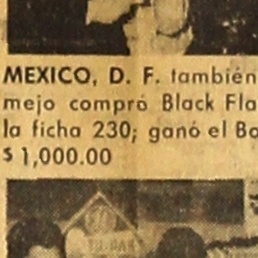 MEXICO, D. F. también
mejo compró Black Fla
la ficha 230; ganó el Bo
$ 1,000.00